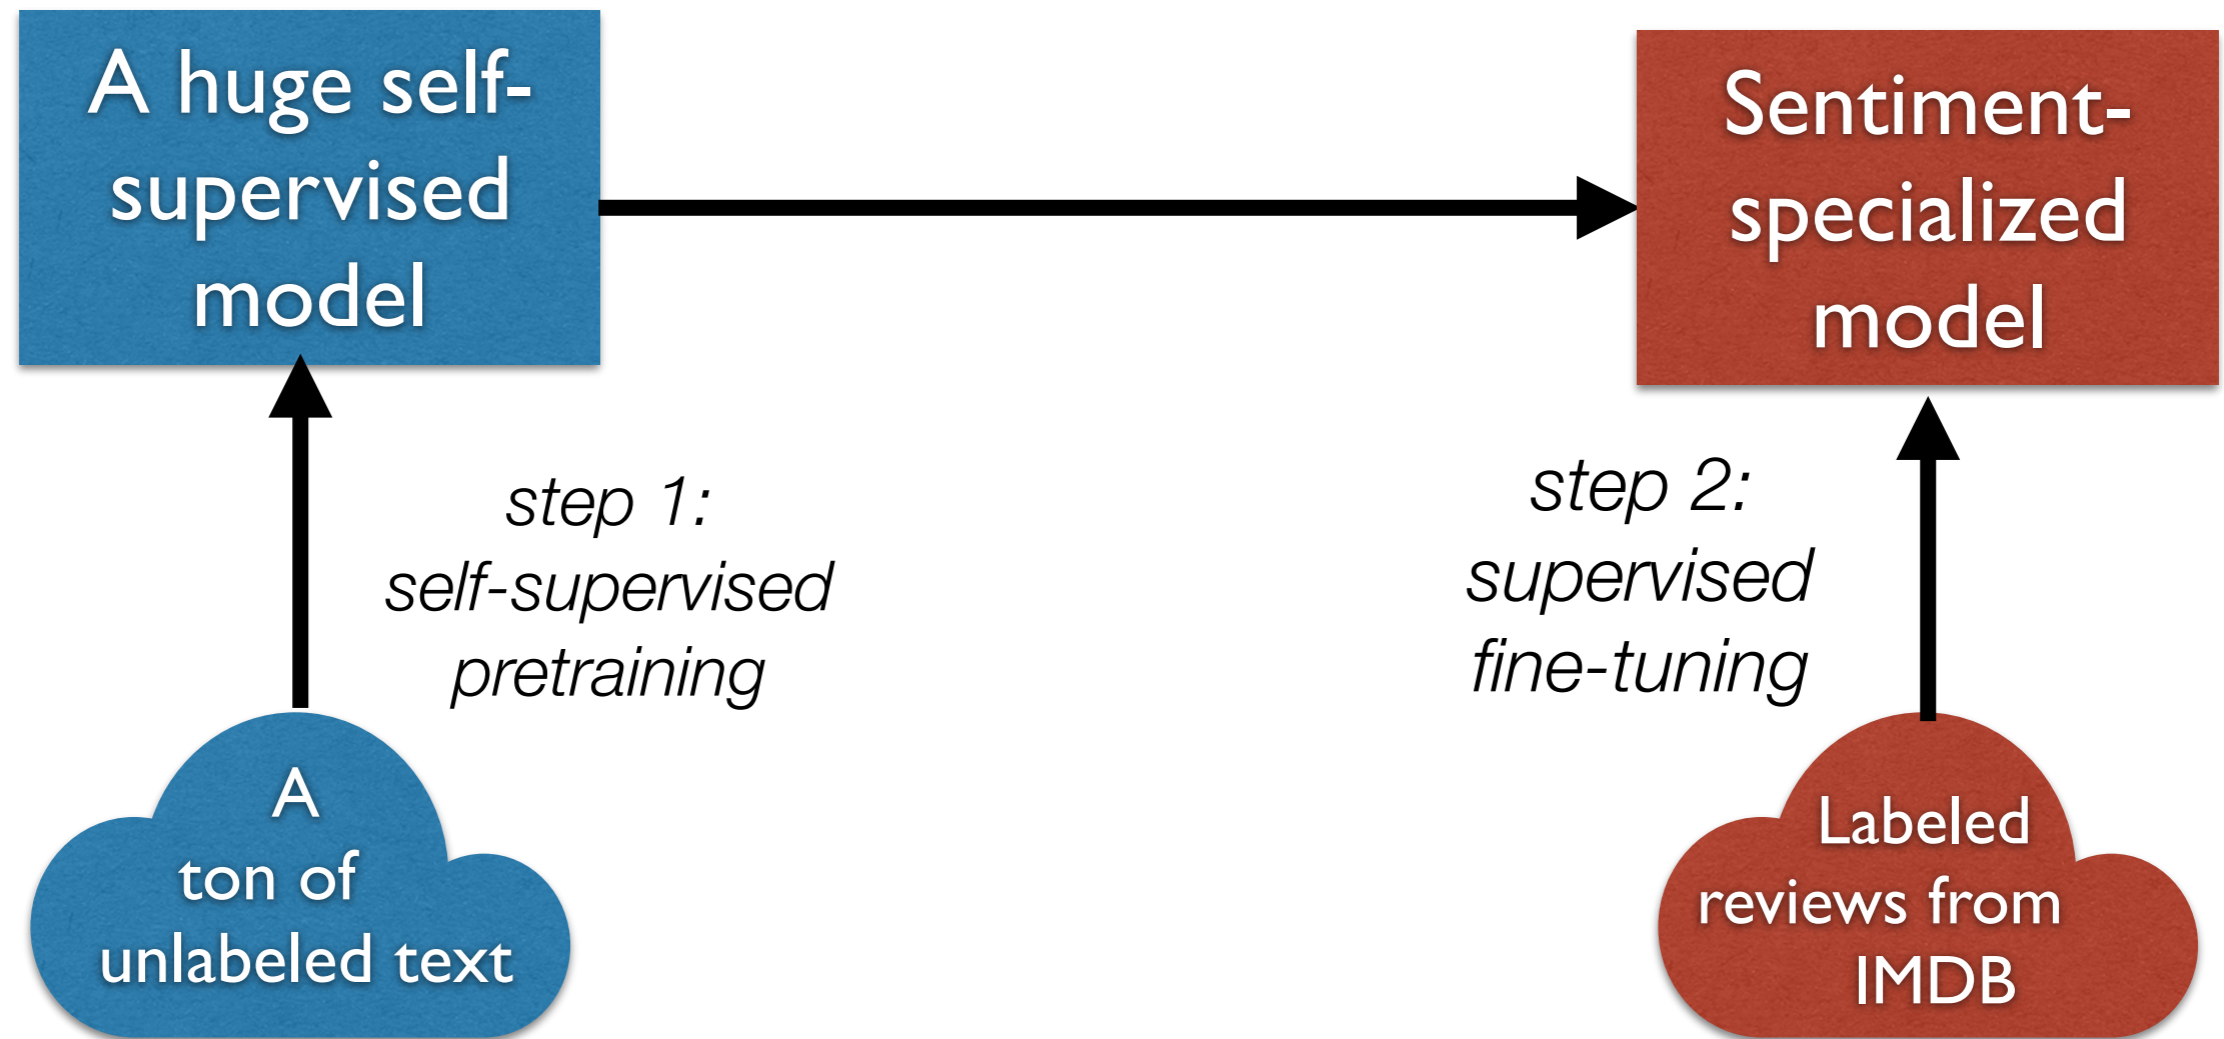 A huge self-
supervised
model
Sentiment-
specialized
model
step 1:
self-supervised
pretraining
step 2:
supervised
fine-tuning
A
ton of
unlabeled text
Labeled
reviews from
IMDB